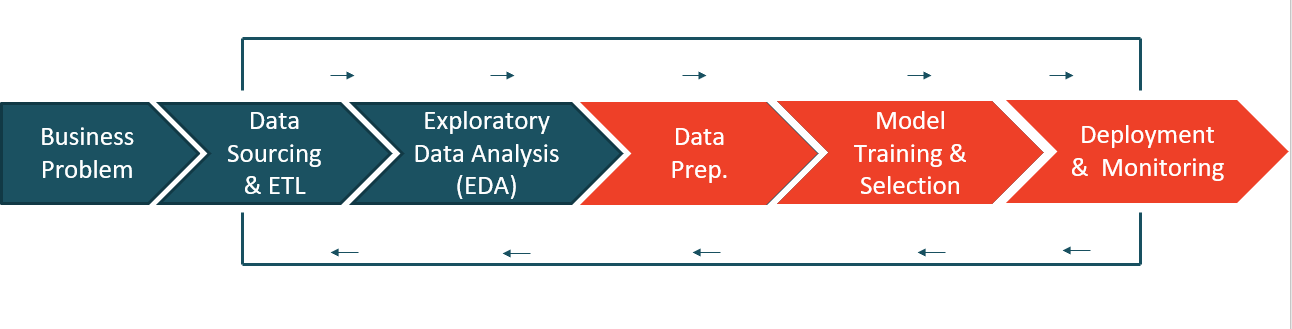 Business
Problem
Data
Sourcing
& ETL
Exploratory
Data Analysis
(EDA)
Data
Prep.
Model
Training &
Selection
Deployment
& Monitoring